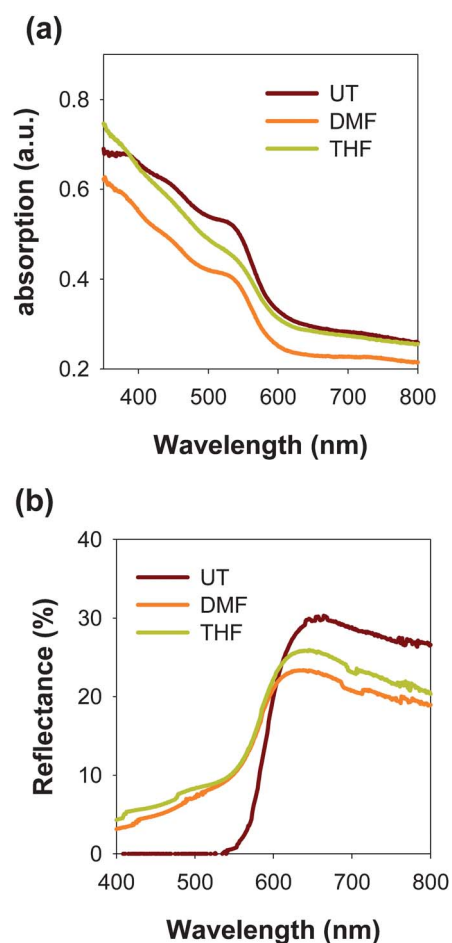 (a)
absorption (a.u.)
0.8
0.6
0.4
0.2
UT
DMF
THF
400 500 600 700 800
Wavelength (nm)
(b)
Reflectance (%)
40
30
20
10
0
UT
DMF
THF
400 500 600 700 800
Wavelength (nm)